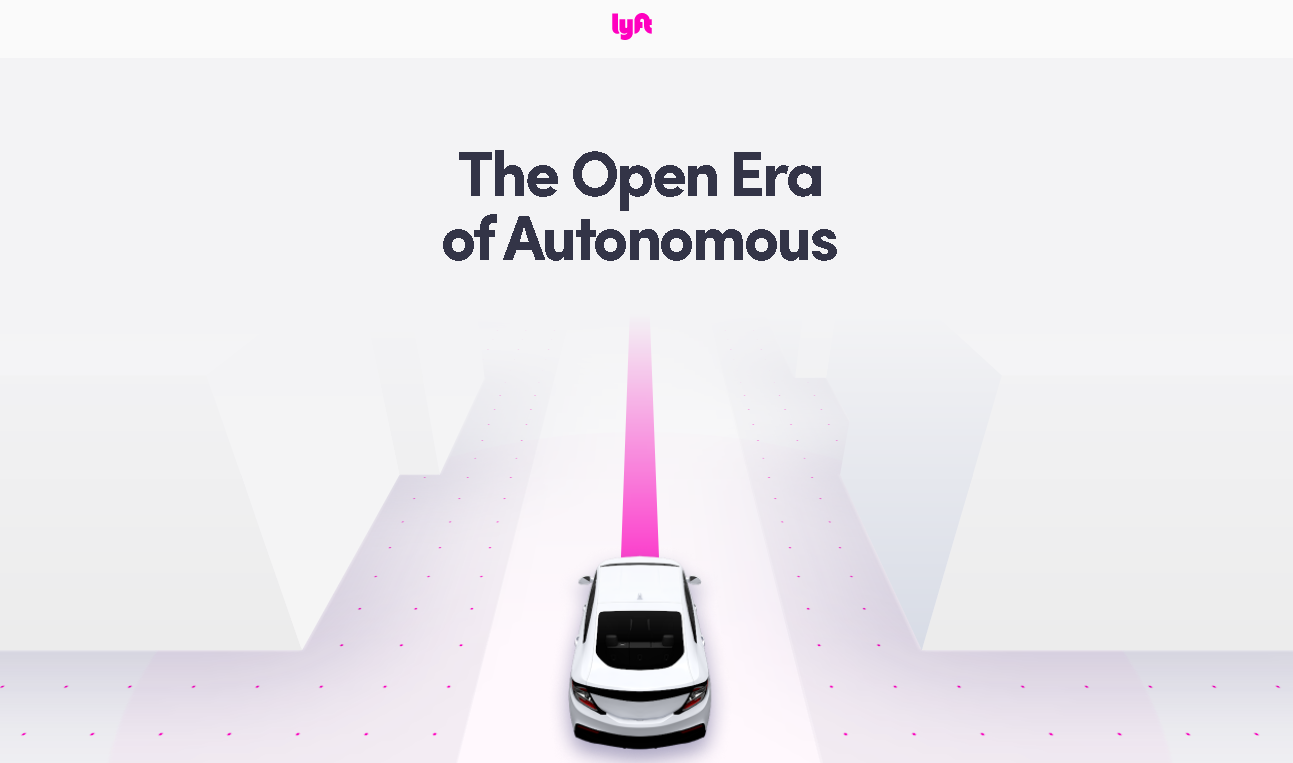 lyft
The Open Era
of Autonomous